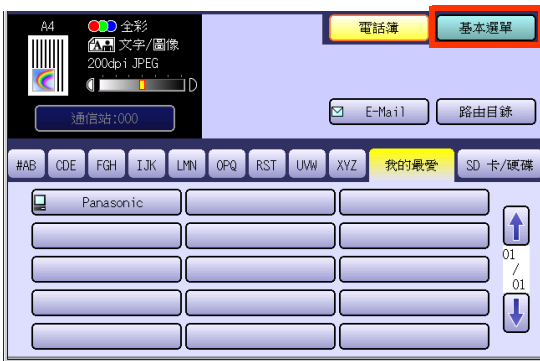 A4 全彩 電話簿 基本選單
文字/圖像
200dpi JPEG
D
通信站:000 E-Mail 路由目錄
#AB CDE FGH IJK LMN OPQ RST UVW XYZ 我的最愛 SD 卡/硬碟
Panasonic
01
/
01